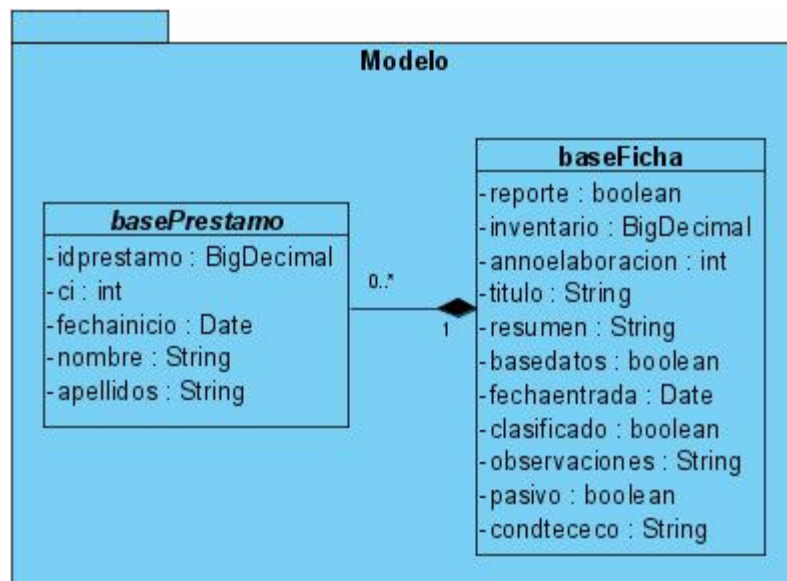 Modelo
basePrestamo
-idprestamo : BigDecimal
-ci : int
-fechainicio : Date
-nombre : String
-apellidos : String
0..*
1
baseFicha
-reporte : boolean
-inventario : BigDecimal
-annoelaboracion : int
-titulo : String
-resumen : String
-basedatos : boolean
-fechaentrada : Date
-clasificado : boolean
-observaciones : String
-pasivo : boolean
-condtececo : String